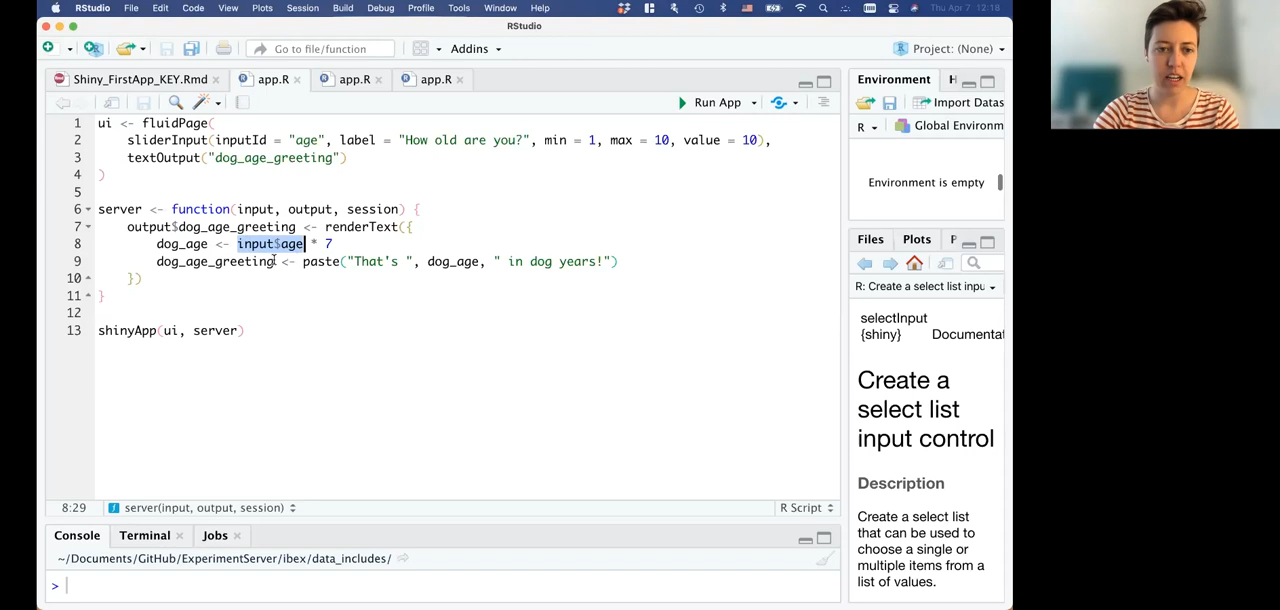 RStudio File Edit Code View Plots Session Build Debug Profile Tools Window Help Thu Apr 7 12:18
RStudio
Go to file/function Addins Project: (None)
Shiny_FirstApp_KEY.Rmd app.R app.R app.R
Run App
1 ui <- fluidPage(
2 sliderInput(inputId = "age", label = "How old are you?", min = 1, max = 10, value = 10),
3 textOutput("dog_age_greeting")
4 )
5
6 server <- function(input, output, session) {
7 output$dog_age_greeting <- renderText({
8 dog_age <- input$age * 7
9 dog_age_greeting <- paste("That's ", dog_age, " in dog years!")
10 })
11 }
12
13 shinyApp(ui, server)
8:29 server(input, output, session) R Script
Console Terminal Jobs
~/Documents/GitHub/ExperimentServer/ibex/data_includes/
>
Environment H
Import Datas
R Global Environm
Environment is empty
Files Plots P
R: Create a select list inpu
selectInput
{shiny} Documentat
Create a
select list
input control
Description
Create a select list
that can be used to
choose a single or
multiple items from a
list of values.